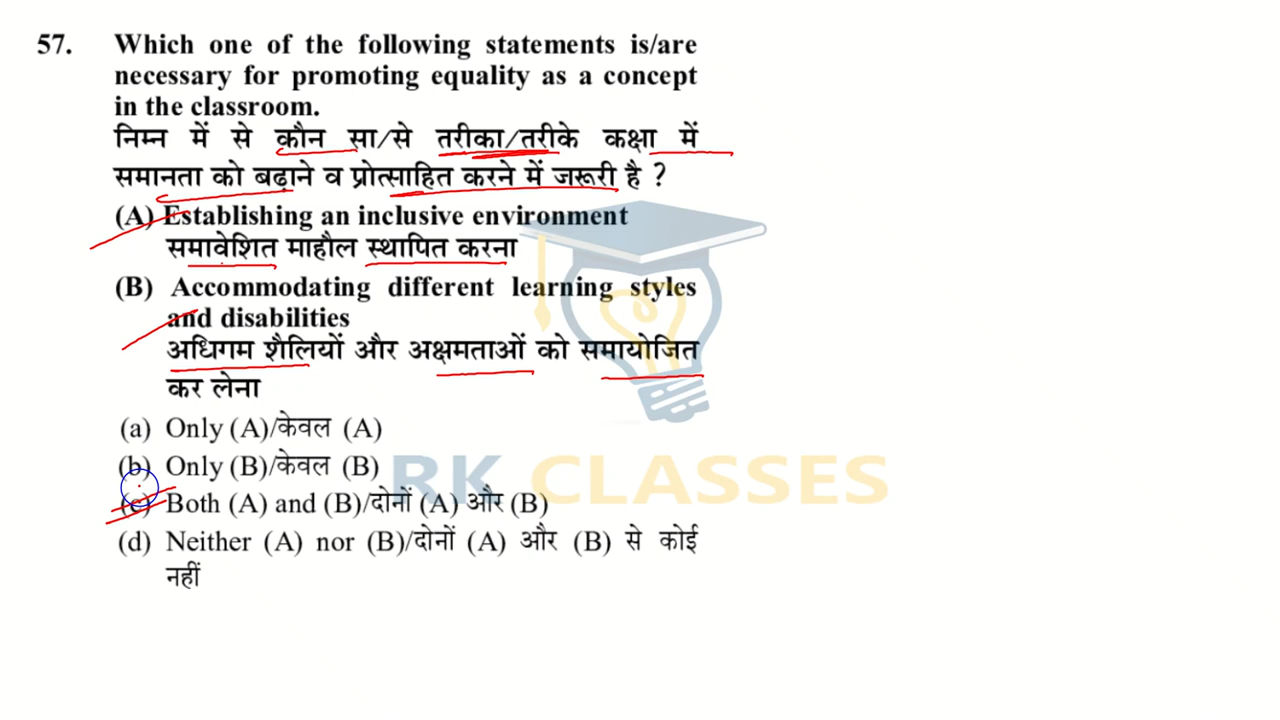 57. Which one of the following statements is/are
necessary for promoting equality as a concept
in the classroom.
निम्न में से कौन सा/से तरीका/तरीके कक्षा में
समानता को बढ़ाने व प्रोत्साहित करने में जरूरी है ?
(A) Establishing an inclusive environment
समावेशित माहौल स्थापित करना
(B) Accommodating different learning styles
and disabilities
अधिगम शैलियों और अक्षमताओं को समायोजित
कर लेना
(a) Only (A)/केवल (A)
(b) Only (B)/केवल (B)
RK CLASSES
(c) Both (A) and (B)/दोनों (A) और (B)
(d) Neither (A) nor (B)/दोनों (A) और (B) से कोई
नहीं